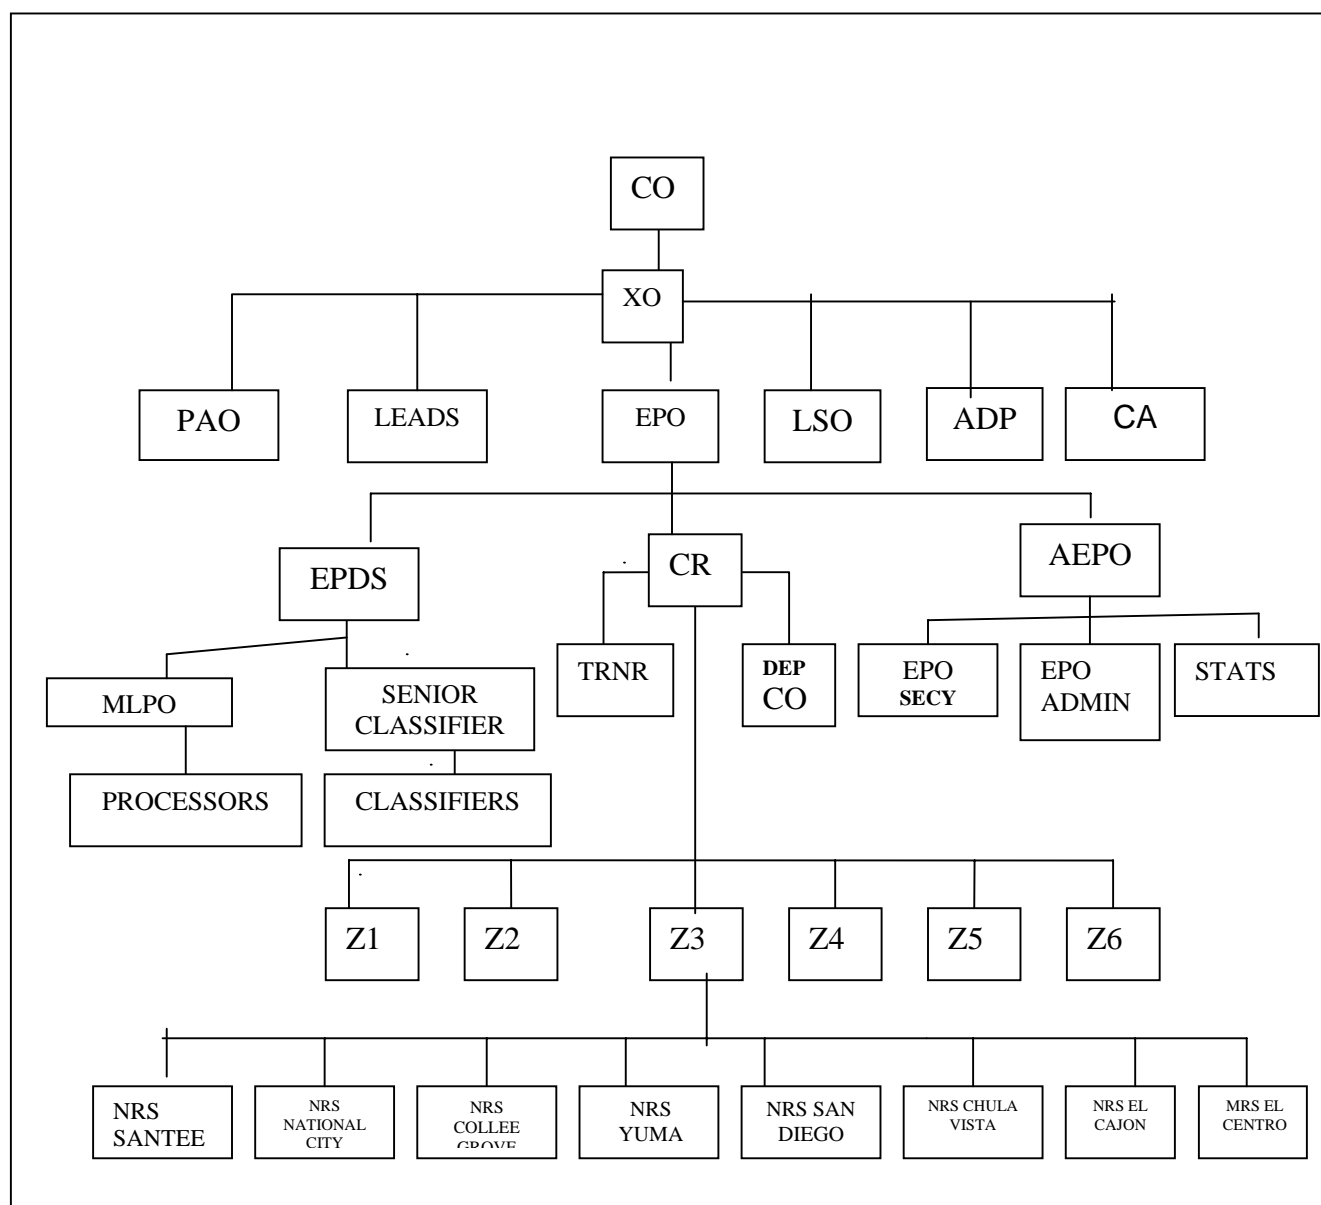 CO
XO
PAO
LEADS
EPO
LSO
ADP
CA
EPDS
CR
AEPO
TRNR
DEP
CO
EPO
SECY
EPO
ADMIN
STATS
MLPO
SENIOR
CLASSIFIER
PROCESSORS
CLASSIFIERS
Z1
Z2
Z3
Z4
Z5
Z6
NRS
SANTEE
NRS
NATIONAL
CITY
NRS
COLLEE
GROVE
NRS
YUMA
NRS SAN
DIEGO
NRS CHULA
VISTA
NRS EL
CAJON
MRS EL
CENTRO